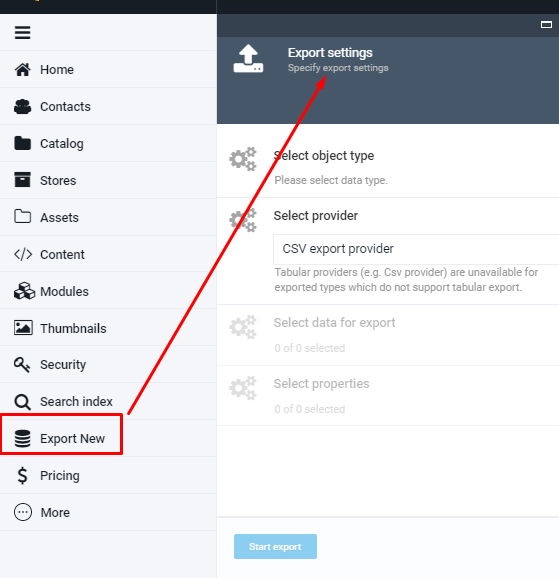 Home
Contacts
Catalog
Stores
Assets
Content
Modules
Thumbnails
Security
Search index
Export New
Pricing
More
Export settings
Specify export settings
Select object type
Please select data type.
Select provider
CSV export provider
Tabular providers (e.g. Csv provider) are unavailable for
exported types which do not support tabular export.
Select data for export
0 of 0 selected
Select properties
0 of 0 selected
Start export